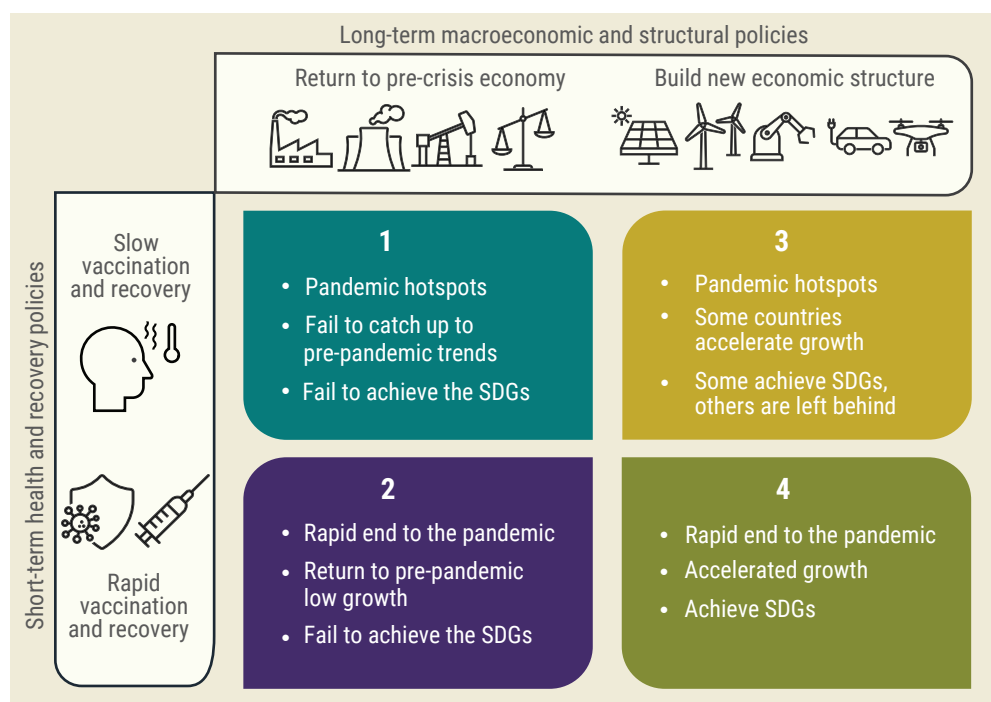 Long-term macroeconomic and structural policies
Return to pre-crisis economy
Build new economic structure
Short-term health and recovery policies
Slow
vaccination
and recovery
Rapid
vaccination
and recovery
1
• Pandemic hotspots
• Fail to catch up to
pre-pandemic trends
• Fail to achieve the SDGs
3
• Pandemic hotspots
• Some countries
accelerate growth
• Some achieve SDGs,
others are left behind
2
• Rapid end to the pandemic
• Return to pre-pandemic
low growth
• Fail to achieve the SDGs
4
• Rapid end to the pandemic
• Accelerated growth
• Achieve SDGs